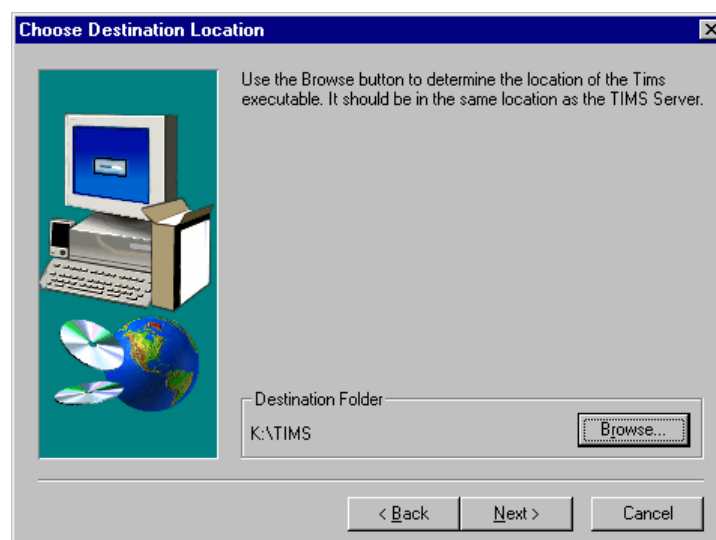 Choose Destination Location
Use the Browse button to determine the location of the Tims
executable. It should be in the same location as the TIMS Server.
Destination Folder
K:\TIMS
Browse...
< Back
Next >
Cancel